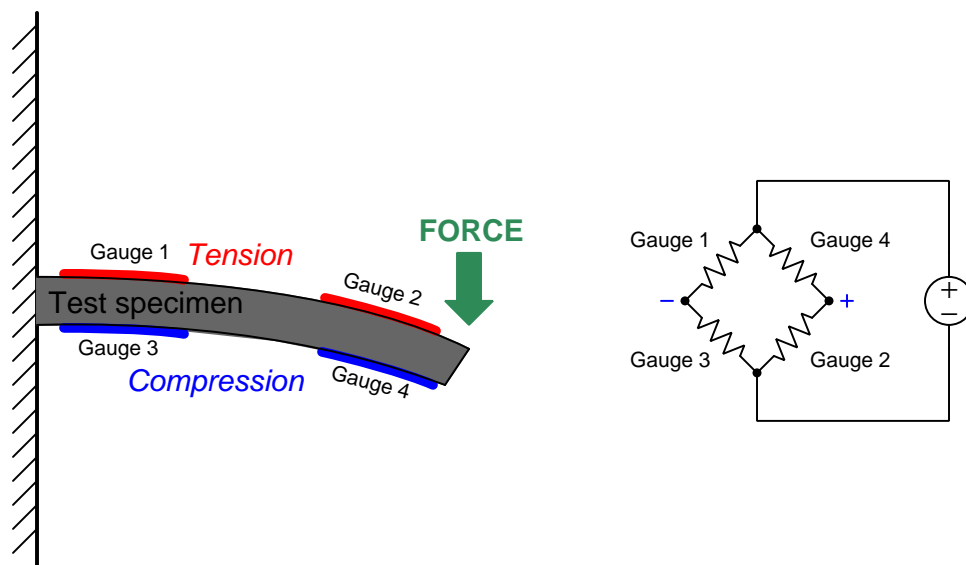 FORCE
Gauge 1
Tension
Gauge 2
Test specimen
Gauge 3
Compression
Gauge 4
Gauge 1
Gauge 4
−
+
+
−
Gauge 3
Gauge 2